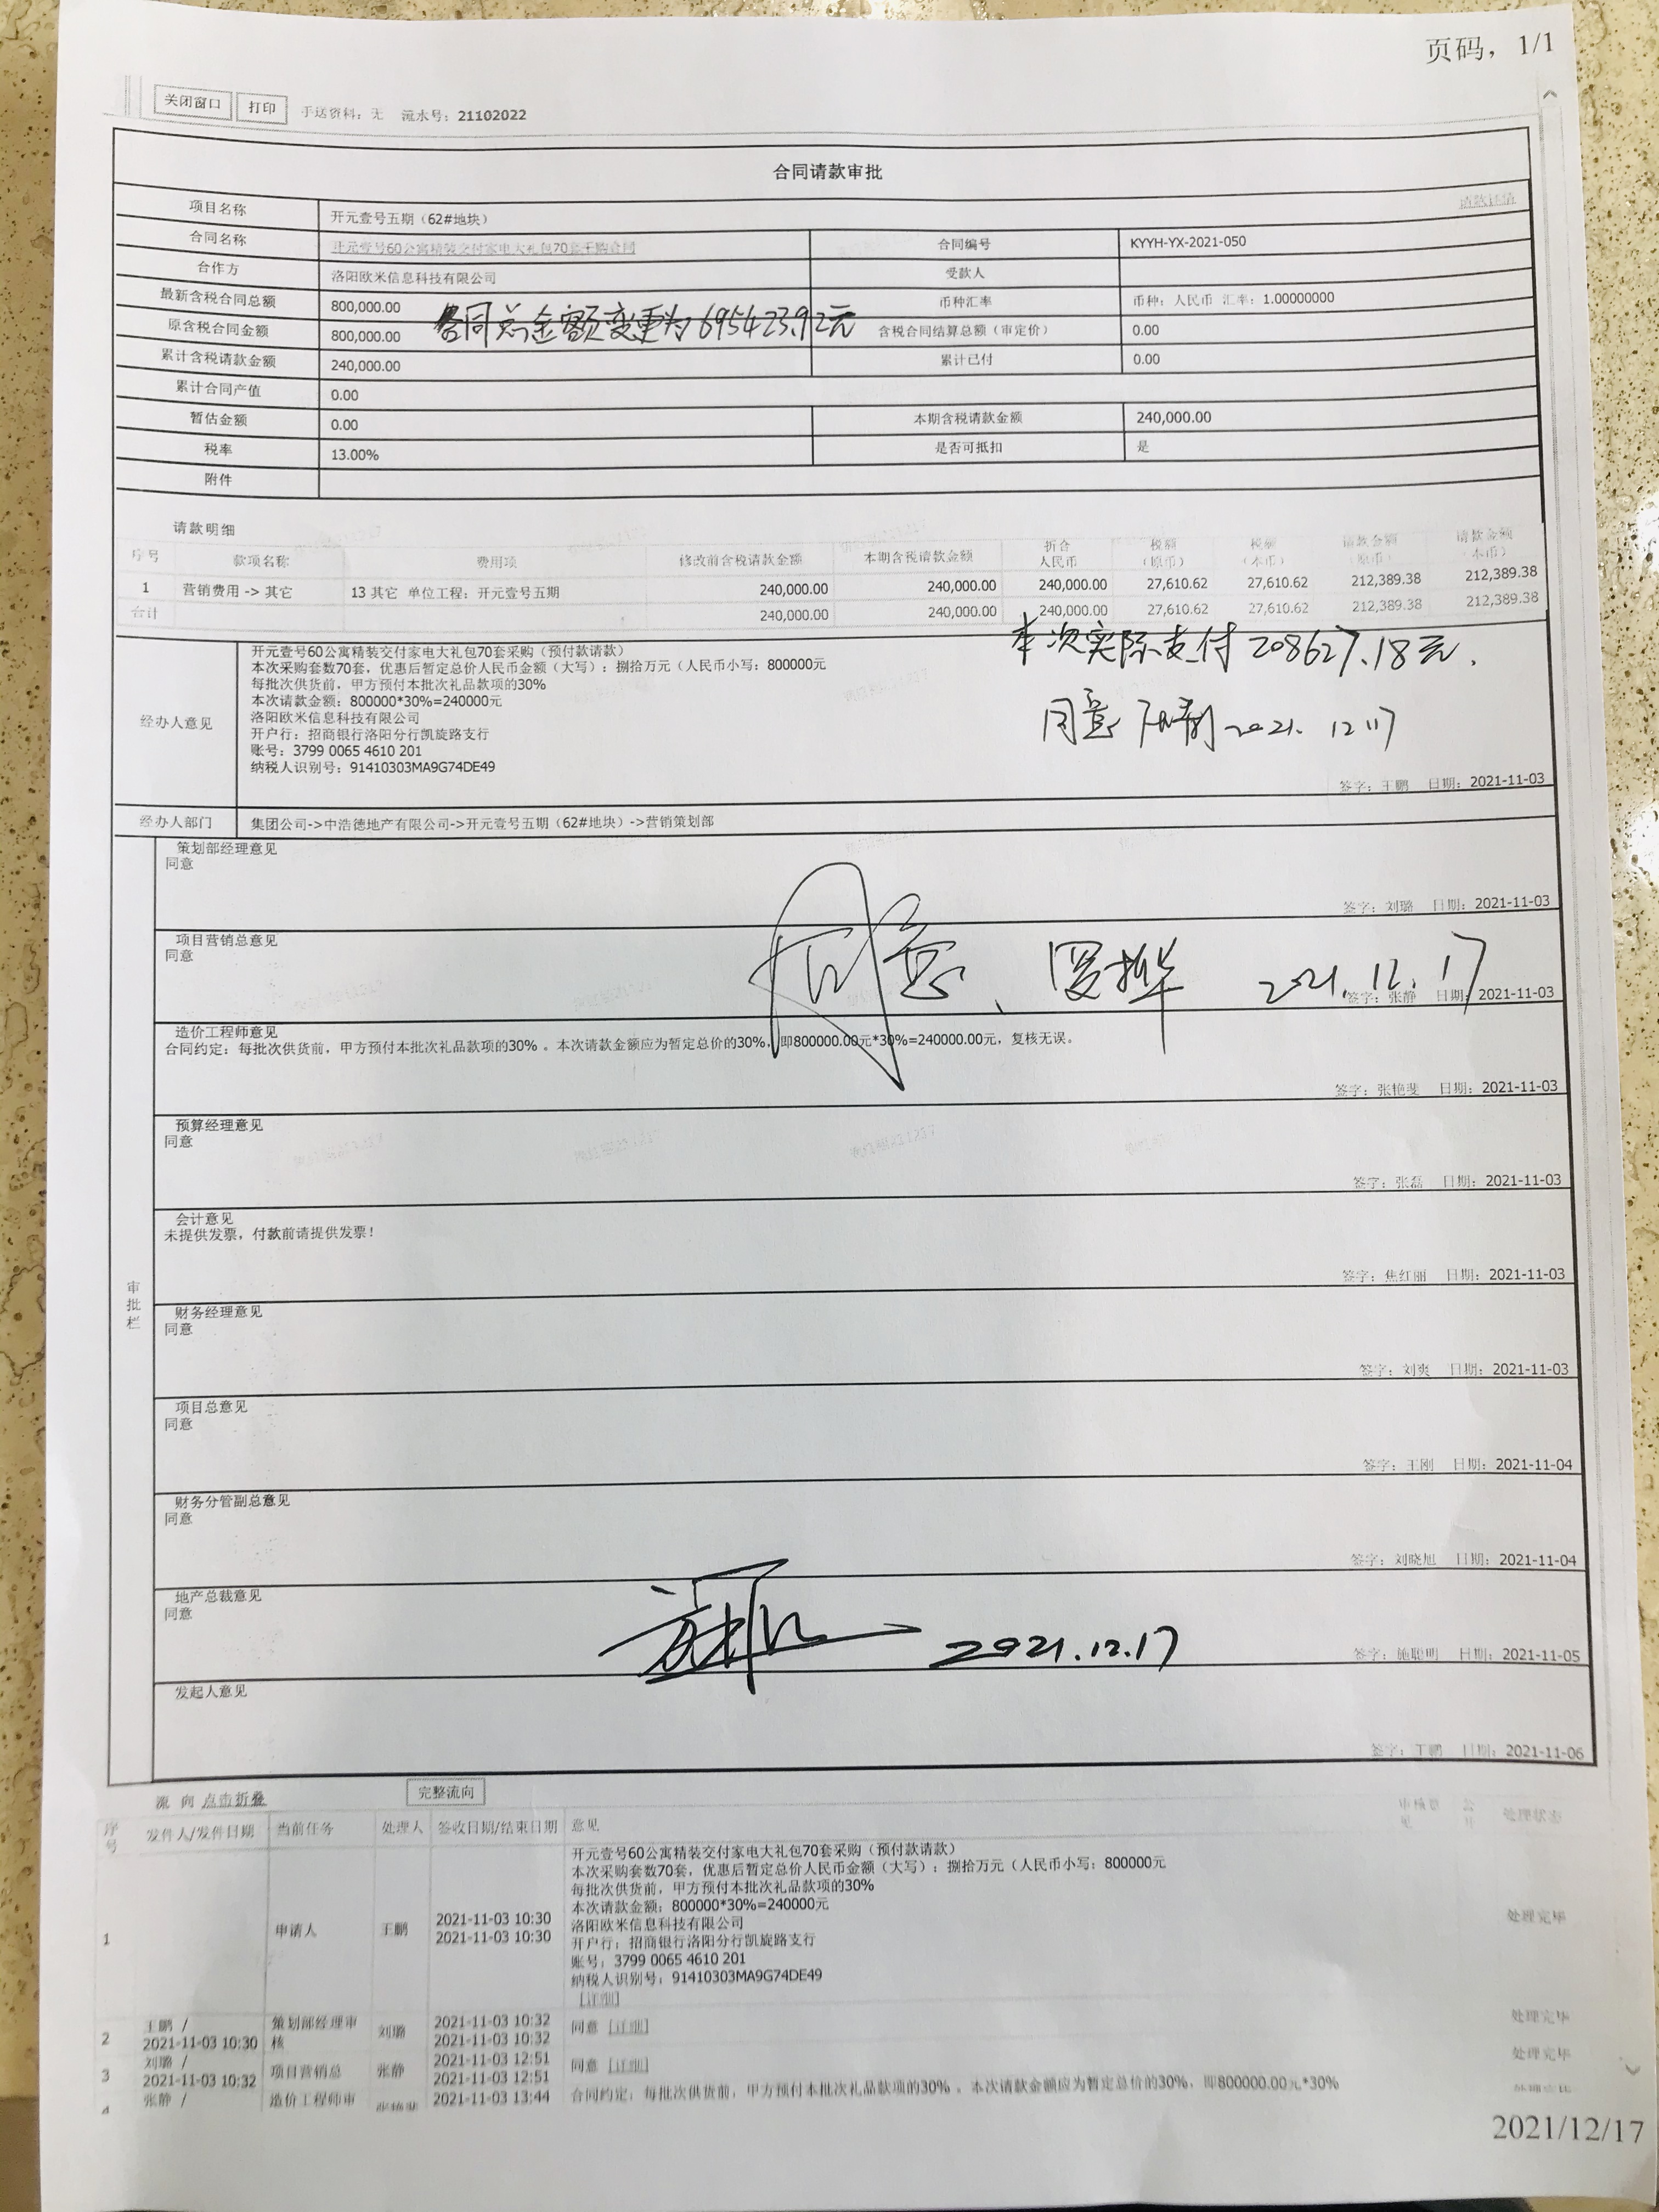 页码，1/1
关闭窗口 打印 手送资料：无 流水号：21102022
合同请款审批
请款详情
项目名称 开元壹号五期（62#地块）
合同名称 开元壹号60公寓精装交付家电大礼包70套采购合同 合同编号 KYYH-YX-2021-050
合作方 洛阳欧米信息科技有限公司 受款人
最新含税合同总额 800,000.00 币种汇率 币种：人民币 汇率：1.00000000
合同总金额变更为695423.92元
原含税合同金额 800,000.00 含税合同结算总额（审定价） 0.00
累计含税请款金额 240,000.00 累计已付 0.00
累计合同产值 0.00
暂估金额 0.00 本期含税请款金额 240,000.00
税率 13.00% 是否可抵扣 是
附件
请款明细
序号 款项名称 费用项 修改前含税请款金额 本期含税请款金额 折合人民币 税额（原币） 税额（本币） 请款金额（原币） 请款金额（本币）
1 营销费用 -> 其它 13 其它 单位工程：开元壹号五期 240,000.00 240,000.00 240,000.00 27,610.62 27,610.62 212,389.38 212,389.38
合计 240,000.00 240,000.00 240,000.00 27,610.62 27,610.62 212,389.38 212,389.38
本次实际支付208627.18元.
经办人意见
开元壹号60公寓精装交付家电大礼包70套采购（预付款请款）
本次采购套数70套，优惠后暂定总价人民币金额（大写）：捌拾万元（人民币小写：800000元
每批次供货前，甲方预付本批次礼品款项的30%
本次请款金额：800000*30%=240000元
洛阳欧米信息科技有限公司
开户行：招商银行洛阳分行凯旋路支行
账号：3799 0065 4610 201
纳税人识别号：91410303MA9G74DE49
同意 2021. 12.17
签字：王鹏 日期：2021-11-03
经办人部门 集团公司->中浩德地产有限公司->开元壹号五期（62#地块）->营销策划部
审批栏
策划部经理意见
同意
签字：刘璐 日期：2021-11-03
项目营销总意见
同意
同意、罗桦 2021.12.17
签字：张静 日期：2021-11-03
造价工程师意见
合同约定：每批次供货前，甲方预付本批次礼品款项的30% 。本次请款金额应为暂定总价的30%，即800000.00元*30%=240000.00元，复核无误。
签字：张艳斐 日期：2021-11-03
预算经理意见
同意
签字：张磊 日期：2021-11-03
会计意见
未提供发票，付款前请提供发票！
签字：焦红丽 日期：2021-11-03
财务经理意见
同意
签字：刘爽 日期：2021-11-03
项目总意见
同意
签字：王刚 日期：2021-11-04
财务分管副总意见
同意
签字：刘晓旭 日期：2021-11-04
地产总裁意见
同意
2021.12.17
签字：施聪明 日期：2021-11-05
发起人意见
签字：王鹏 日期：2021-11-06
流 向 点击折叠 完整流向
序号 发件人/发件日期 当前任务 处理人 签收日期/结束日期 意见 处理状态
开元壹号60公寓精装交付家电大礼包70套采购（预付款请款）
本次采购套数70套，优惠后暂定总价人民币金额（大写）：捌拾万元（人民币小写：800000元
每批次供货前，甲方预付本批次礼品款项的30%
本次请款金额：800000*30%=240000元
1 申请人 王鹏 2021-11-03 10:30 2021-11-03 10:30 洛阳欧米信息科技有限公司 处理完毕
开户行：招商银行洛阳分行凯旋路支行
账号：3799 0065 4610 201
纳税人识别号：91410303MA9G74DE49
[详细]
2 王鹏 / 2021-11-03 10:30 策划部经理审核 刘璐 2021-11-03 10:32 2021-11-03 10:32 同意 [详细] 处理完毕
3 刘璐 / 2021-11-03 10:32 项目营销总 张静 2021-11-03 12:51 2021-11-03 12:51 同意 [详细] 处理完毕
4 张静 / 造价工程师审 2021-11-03 13:44 合同约定：每批次供货前，甲方预付本批次礼品款项的30% 。本次请款金额应为暂定总价的30%，即800000.00元*30%
2021/12/17